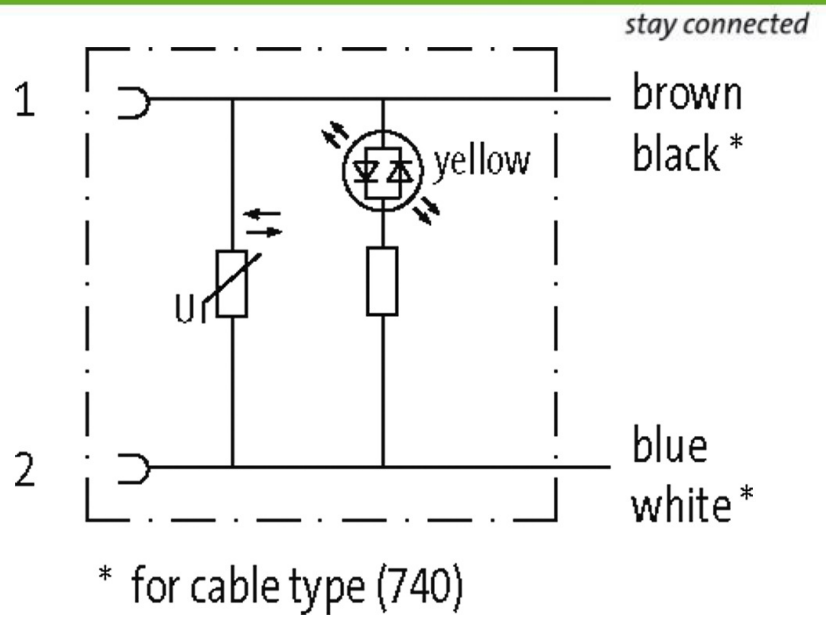 stay connected
1
brown
black*
yellow
U
2
blue
white*
* for cable type (740)